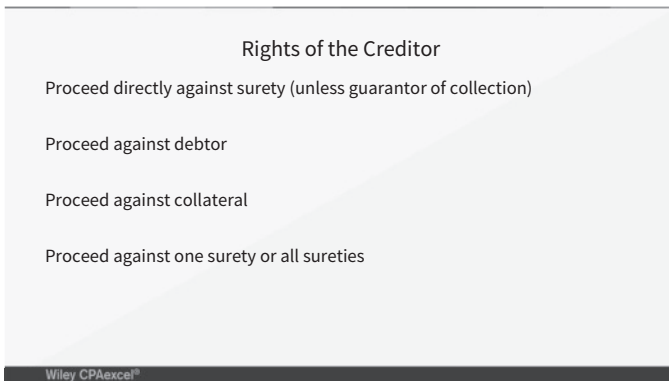 Rights of the Creditor
Proceed directly against surety (unless guarantor of collection)
Proceed against debtor
Proceed against collateral
Proceed against one surety or all sureties
Wiley CPAexcel®